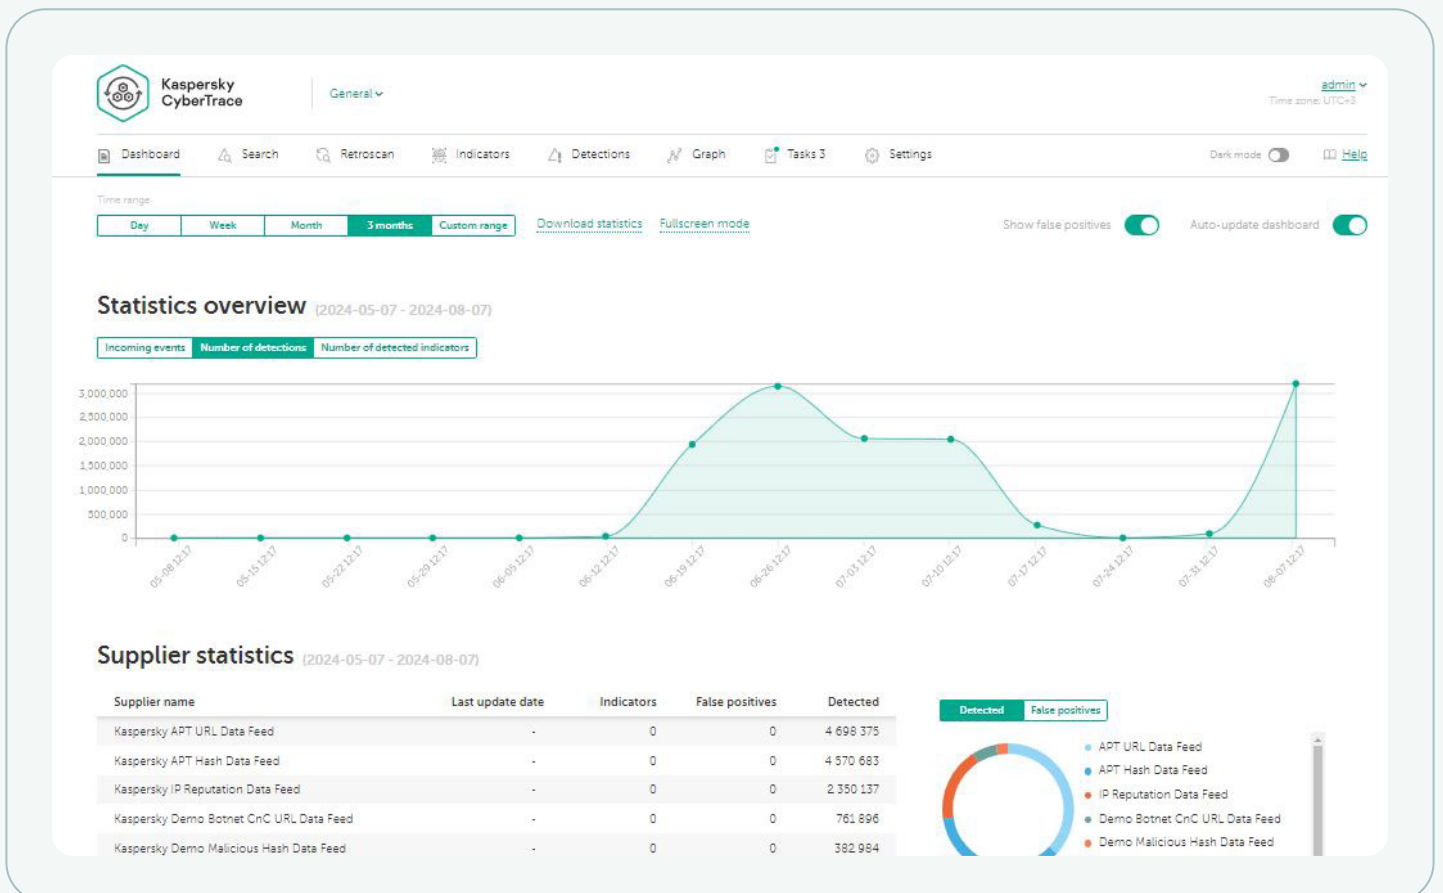 Kaspersky
CyberTrace
General
admin
Time zone: UTC+3
Dashboard Search Retroscan Indicators Detections Graph Tasks 3 Settings Dark mode Help
Time range
Day Week Month 3 months Custom range Download statistics Fullscreen mode Show false positives Auto-update dashboard
Statistics overview (2024-05-07 - 2024-08-07)
Incoming events Number of detections Number of detected indicators
3,000,000
2,500,000
2,000,000
1,500,000
1,000,000
500,000
0
05-08 12:17 05-15 12:17 05-22 12:17 05-29 12:17 06-05 12:17 06-12 12:17 06-19 12:17 06-26 12:17 07-03 12:17 07-10 12:17 07-17 12:17 07-24 12:17 07-31 12:17 08-07 12:17
Supplier statistics (2024-05-07 - 2024-08-07)
Supplier name Last update date Indicators False positives Detected
Kaspersky APT URL Data Feed - 0 0 4 698 375
Kaspersky APT Hash Data Feed - 0 0 4 570 683
Kaspersky IP Reputation Data Feed - 0 0 2 350 137
Kaspersky Demo Botnet CnC URL Data Feed - 0 0 761 896
Kaspersky Demo Malicious Hash Data Feed - 0 0 382 984
Detected False positives
APT URL Data Feed
APT Hash Data Feed
IP Reputation Data Feed
Demo Botnet CnC URL Data Feed
Demo Malicious Hash Data Feed